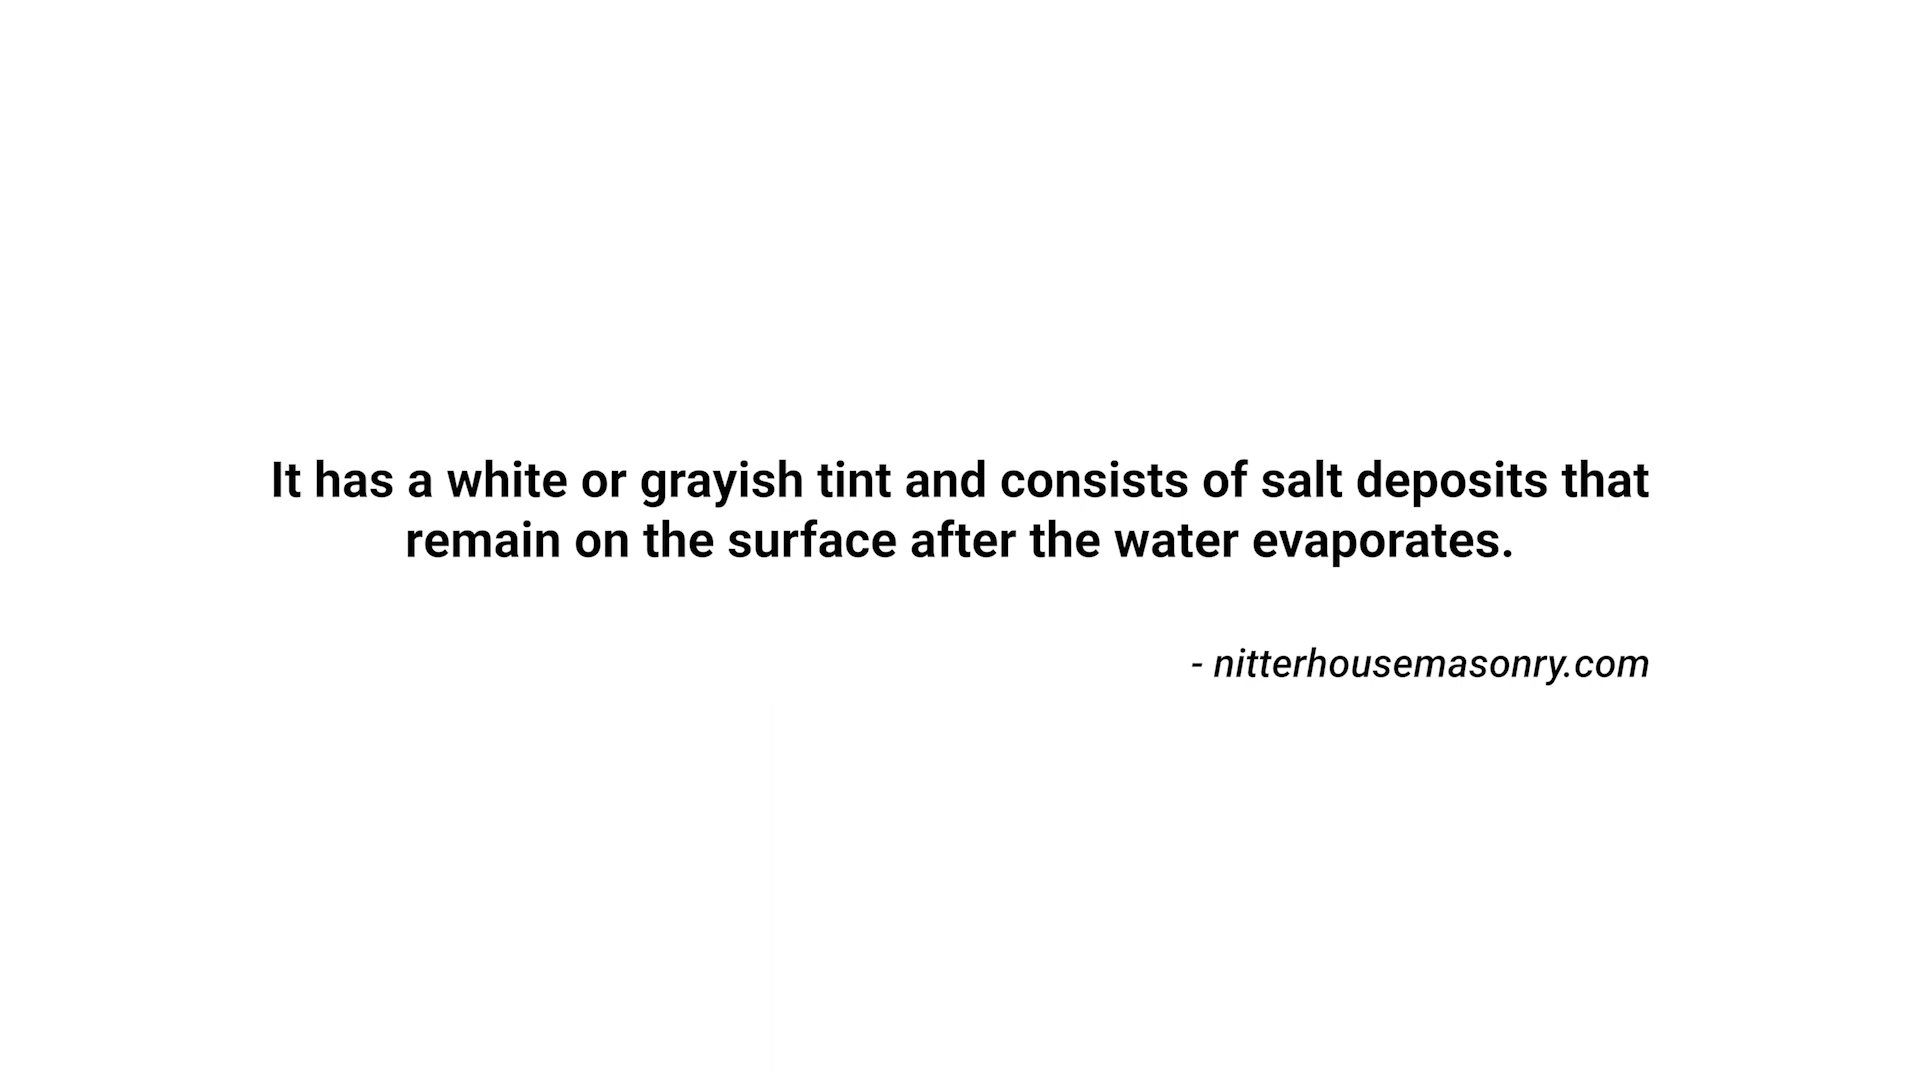 It has a white or grayish tint and consists of salt deposits that
remain on the surface after the water evaporates.
- nitterhousemasonry.com